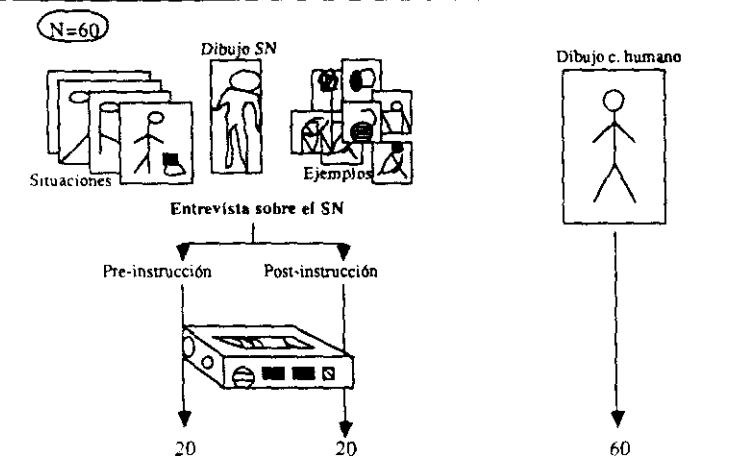 N=60
Dibujo SN
Dibujo c. humano
Situaciones
Ejemplos
Entrevista sobre el SN
Pre-instrucción
Post-instrucción
20
20
60